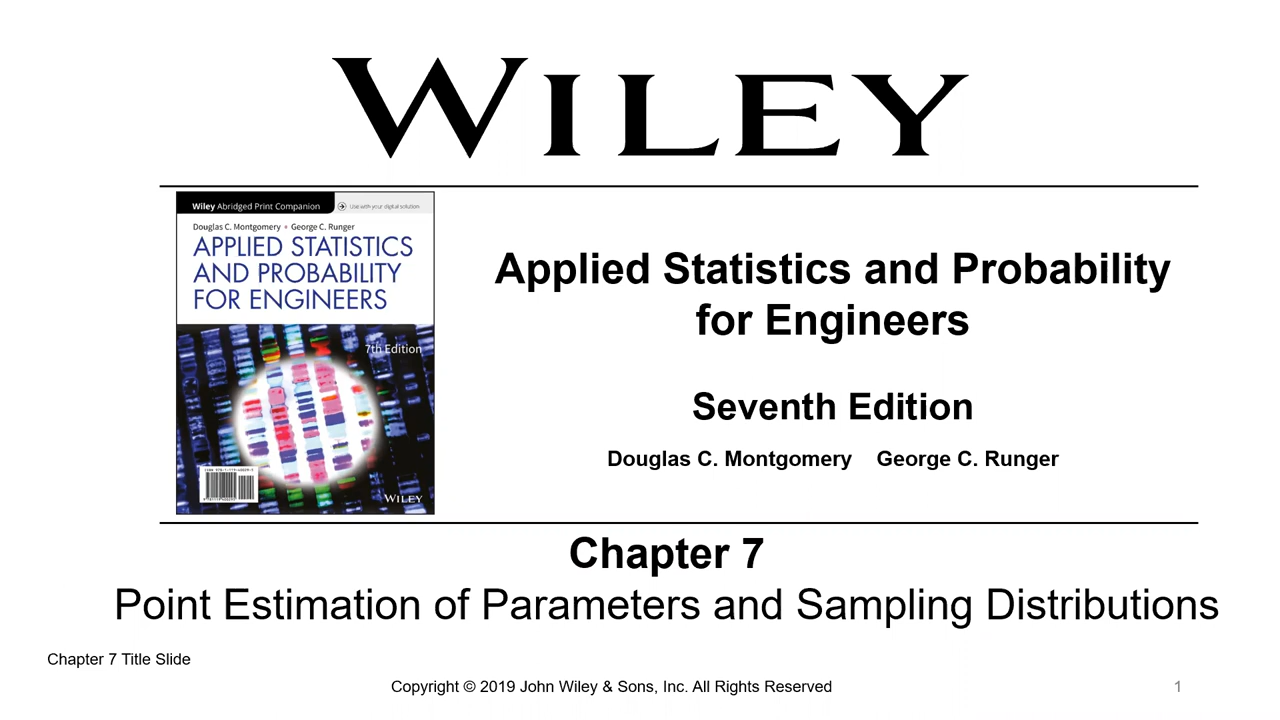 WILEY
Wiley Abridged Print Companion
Use with your digital solution
Douglas C. Montgomery • George C. Runger
APPLIED STATISTICS
AND PROBABILITY
FOR ENGINEERS
7th Edition
WILEY
Applied Statistics and Probability
for Engineers
Seventh Edition
Douglas C. Montgomery George C. Runger
Chapter 7
Point Estimation of Parameters and Sampling Distributions
Chapter 7 Title Slide
Copyright © 2019 John Wiley & Sons, Inc. All Rights Reserved
1